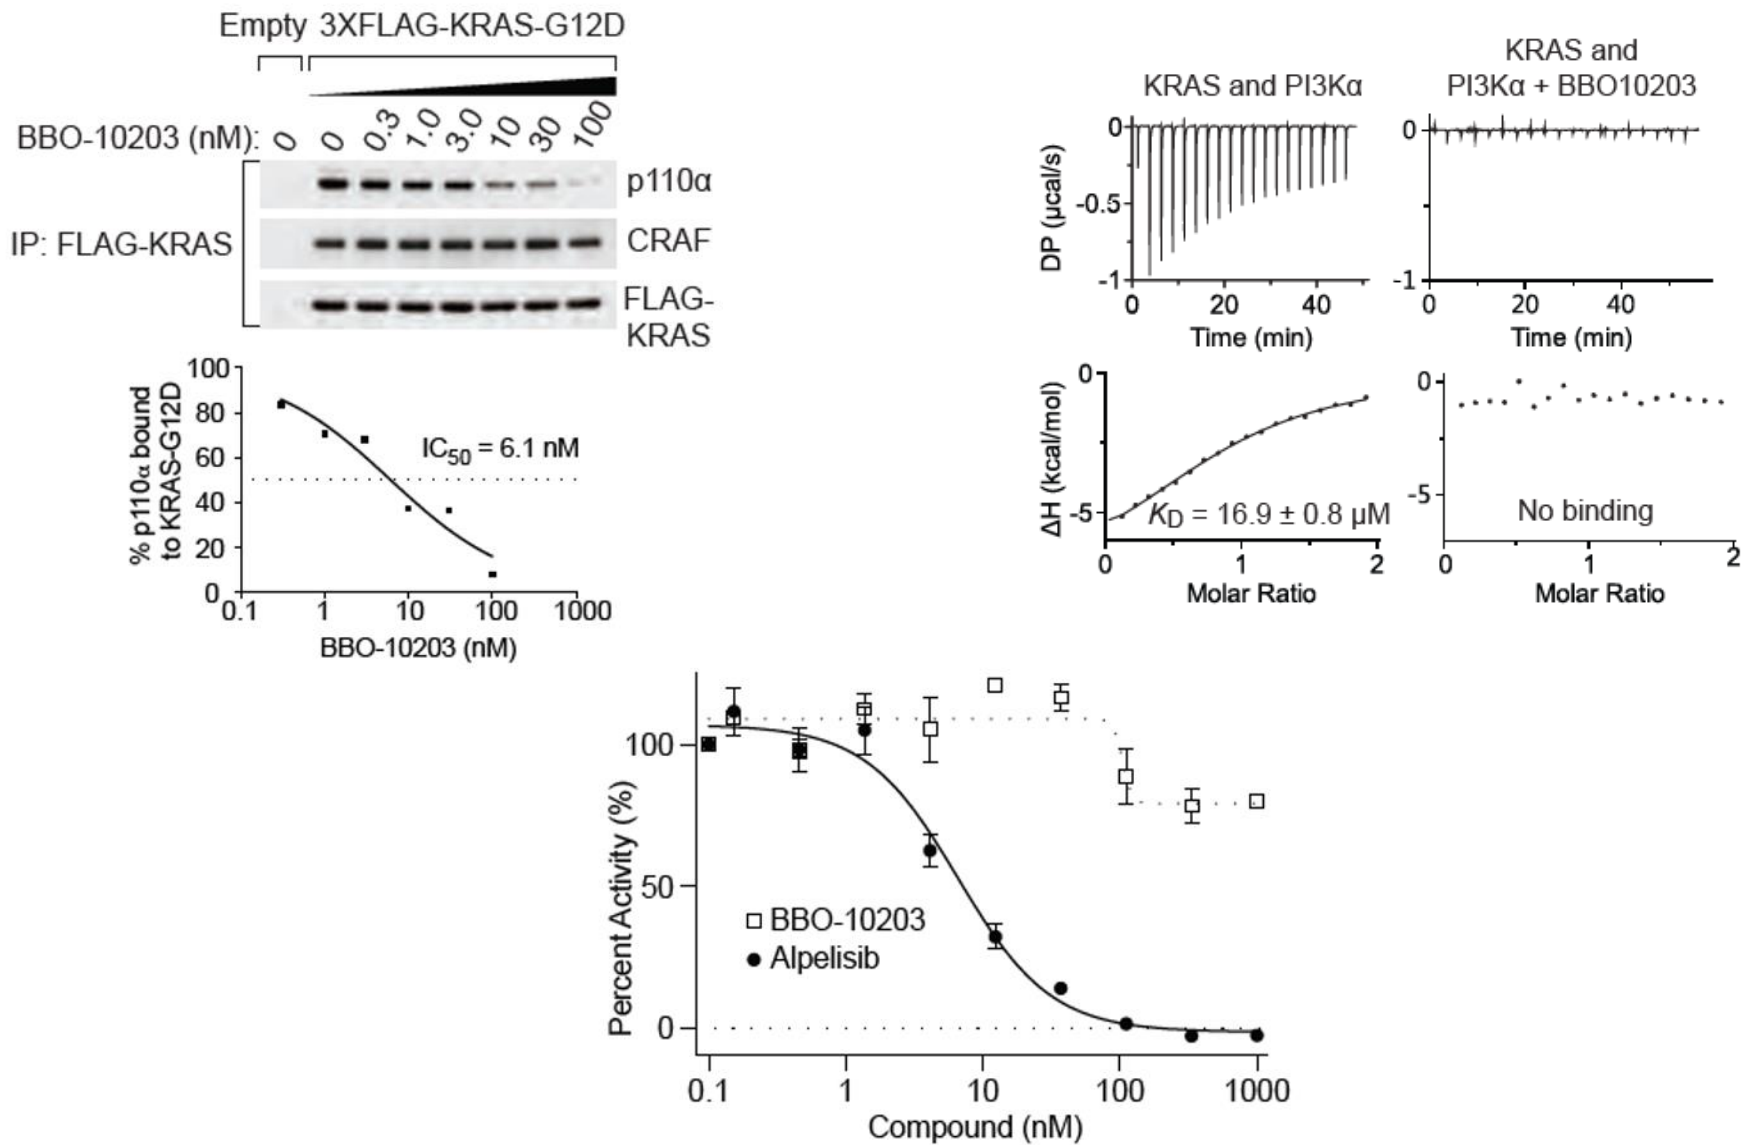 Empty 3XFLAG-KRAS-G12D
BBO-10203 (nM): 0 0 0.3 1.0 3.0 10 30 100
p110α
IP: FLAG-KRAS
CRAF
FLAG-
KRAS
% p110α bound
to KRAS-G12D
100
80
60
40
20
0
IC50 = 6.1 nM
0.1 1 10 100 1000
BBO-10203 (nM)
KRAS and PI3Kα
DP (µcal/s)
0
-0.5
-1
0 20 40
Time (min)
ΔH (kcal/mol)
0
-5
KD = 16.9 ± 0.8 µM
0 1 2
Molar Ratio
KRAS and
PI3Kα + BBO10203
0
-1
0 20 40
Time (min)
0
-5
No binding
0 1 2
Molar Ratio
Percent Activity (%)
100
50
0
BBO-10203
Alpelisib
0.1 1 10 100 1000
Compound (nM)